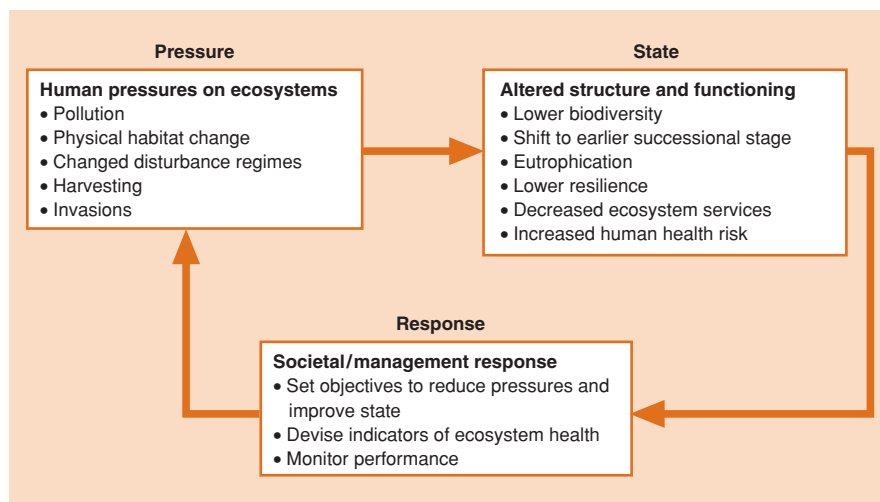 Pressure
Human pressures on ecosystems
• Pollution
• Physical habitat change
• Changed disturbance regimes
• Harvesting
• Invasions
State
Altered structure and functioning
• Lower biodiversity
• Shift to earlier successional stage
• Eutrophication
• Lower resilience
• Decreased ecosystem services
• Increased human health risk
Response
Societal/management response
• Set objectives to reduce pressures and
improve state
• Devise indicators of ecosystem health
• Monitor performance